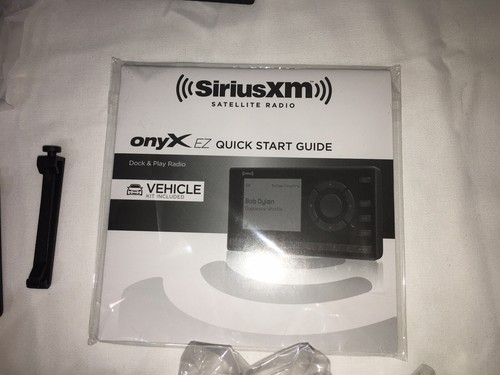 SiriusXM
SATELLITE RADIO
onyX EZ QUICK START GUIDE
Dock & Play Radio
VEHICLE
KIT INCLUDED
Bob Dylan